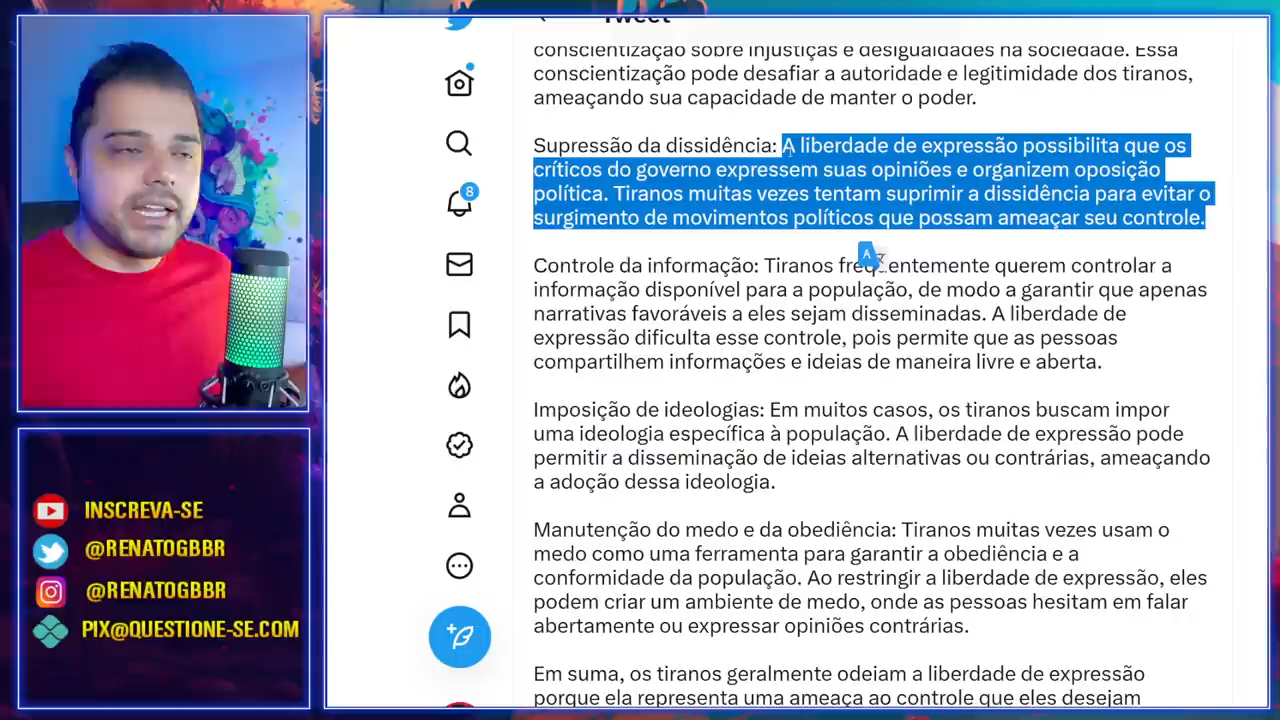 Tweet
conscientização sobre injustiças e desigualdades na sociedade. Essa
conscientização pode desafiar a autoridade e legitimidade dos tiranos,
ameaçando sua capacidade de manter o poder.
Supressão da dissidência: A liberdade de expressão possibilita que os
críticos do governo expressem suas opiniões e organizem oposição
política. Tiranos muitas vezes tentam suprimir a dissidência para evitar o
surgimento de movimentos políticos que possam ameaçar seu controle.
Controle da informação: Tiranos frequentemente querem controlar a
informação disponível para a população, de modo a garantir que apenas
narrativas favoráveis a eles sejam disseminadas. A liberdade de
expressão dificulta esse controle, pois permite que as pessoas
compartilhem informações e ideias de maneira livre e aberta.
Imposição de ideologias: Em muitos casos, os tiranos buscam impor
uma ideologia específica à população. A liberdade de expressão pode
permitir a disseminação de ideias alternativas ou contrárias, ameaçando
a adoção dessa ideologia.
Manutenção do medo e da obediência: Tiranos muitas vezes usam o
medo como uma ferramenta para garantir a obediência e a
conformidade da população. Ao restringir a liberdade de expressão, eles
podem criar um ambiente de medo, onde as pessoas hesitam em falar
abertamente ou expressar opiniões contrárias.
Em suma, os tiranos geralmente odeiam a liberdade de expressão
porque ela representa uma ameaça ao controle que eles desejam
8
A
INSCREVA-SE
@RENATOGBBR
@RENATOGBBR
PIX@QUESTIONE-SE.COM